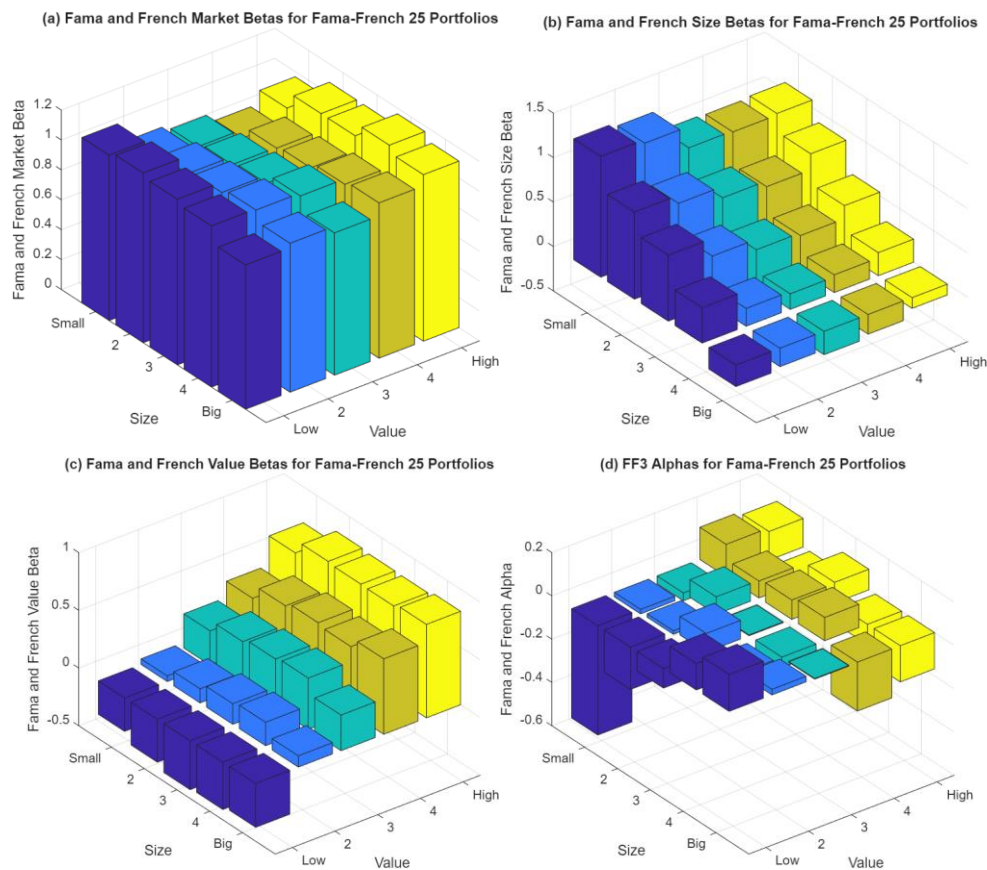 (a) Fama and French Market Betas for Fama-French 25 Portfolios
Fama and French Market Beta
1.2
1
0.8
0.6
0.4
0.2
0
Small
2
3
4
Big
Size
Low
2
3
4
High
Value
(b) Fama and French Size Betas for Fama-French 25 Portfolios
Fama and French Size Beta
1.5
1
0.5
0
-0.5
Small
2
3
4
Big
Size
Low
2
3
4
High
Value
(c) Fama and French Value Betas for Fama-French 25 Portfolios
Fama and French Value Beta
1
0.5
0
-0.5
Small
2
3
4
Big
Size
Low
2
3
4
High
Value
(d) FF3 Alphas for Fama-French 25 Portfolios
Fama and French Alpha
0.2
0
-0.2
-0.4
-0.6
Small
2
3
4
Big
Size
Low
2
3
4
High
Value